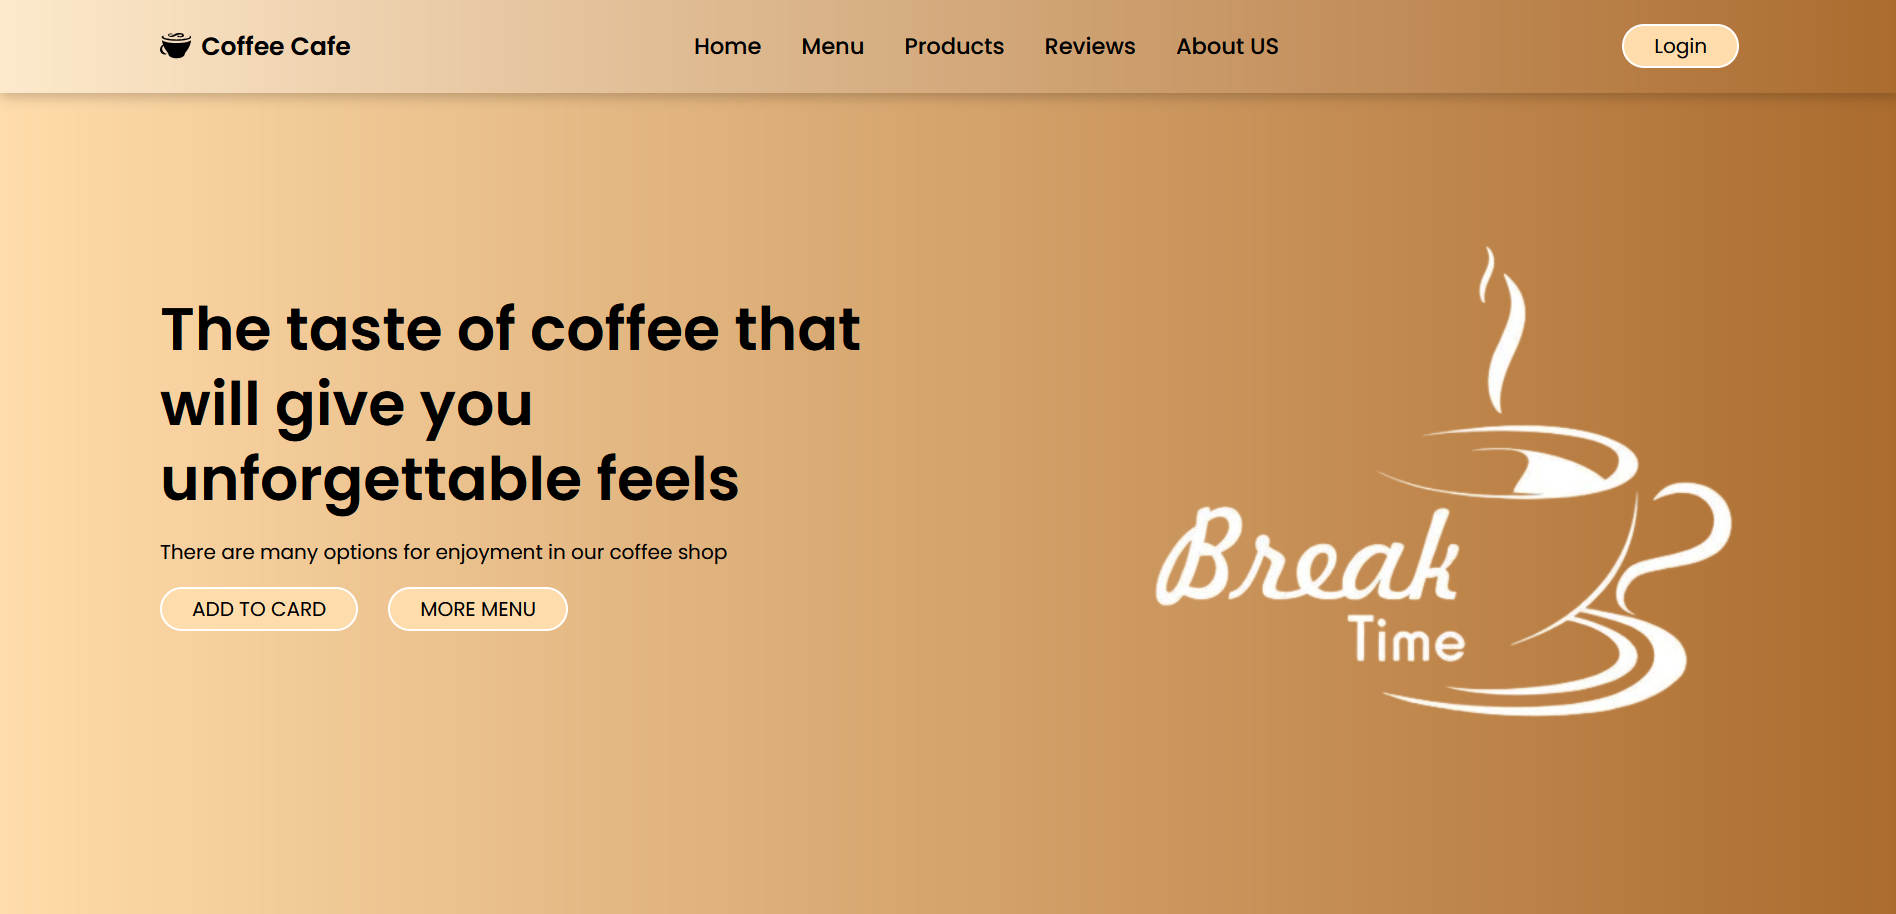 Coffee Cafe
Home Menu Products Reviews About US
Login
The taste of coffee that
will give you
unforgettable feels
There are many options for enjoyment in our coffee shop
ADD TO CARD MORE MENU
Break
Time